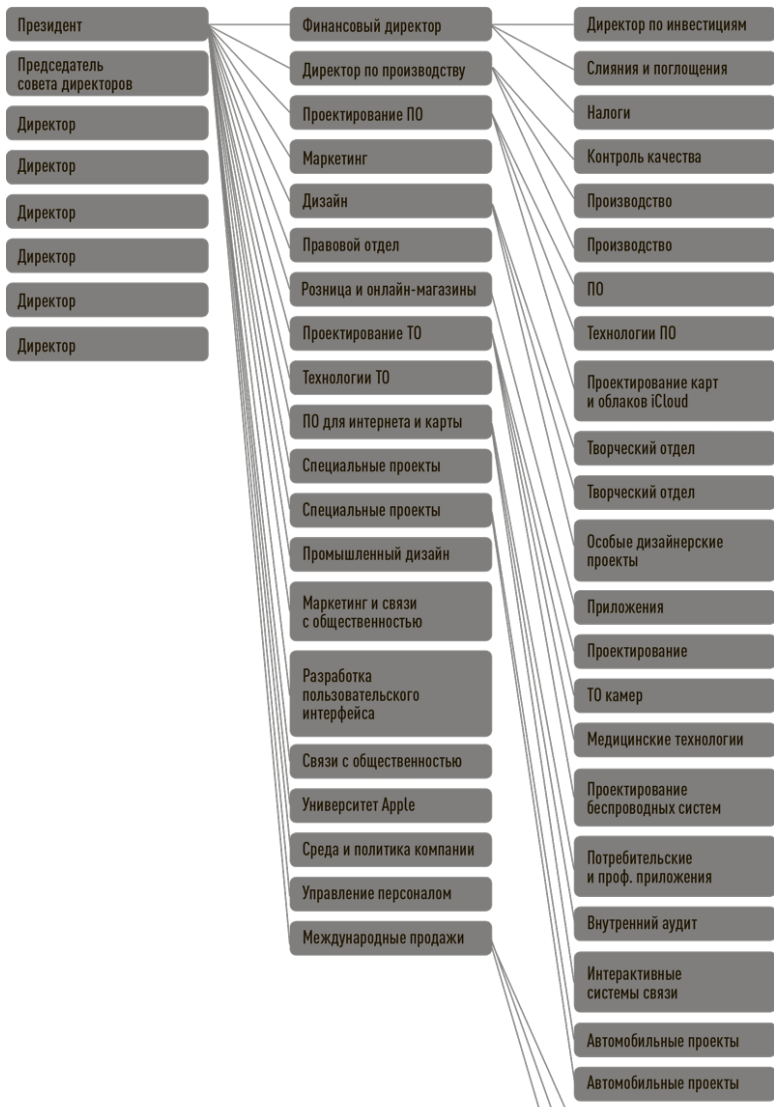 Президент
Председатель
совета директоров
Директор
Директор
Директор
Директор
Директор
Директор
Финансовый директор
Директор по производству
Проектирование ПО
Маркетинг
Дизайн
Правовой отдел
Розница и онлайн-магазины
Проектирование ТО
Технологии ТО
ПО для интернета и карты
Специальные проекты
Специальные проекты
Промышленный дизайн
Маркетинг и связи
с общественностью
Разработка
пользовательского
интерфейса
Связи с общественностью
Университет Apple
Среда и политика компании
Управление персоналом
Международные продажи
Директор по инвестициям
Слияния и поглощения
Налоги
Контроль качества
Производство
Производство
ПО
Технологии ПО
Проектирование карт
и облаков iCloud
Творческий отдел
Творческий отдел
Особые дизайнерские
проекты
Приложения
Проектирование
ТО камер
Медицинские технологии
Проектирование
беспроводных систем
Потребительские
и проф. приложения
Внутренний аудит
Интерактивные
системы связи
Автомобильные проекты
Автомобильные проекты